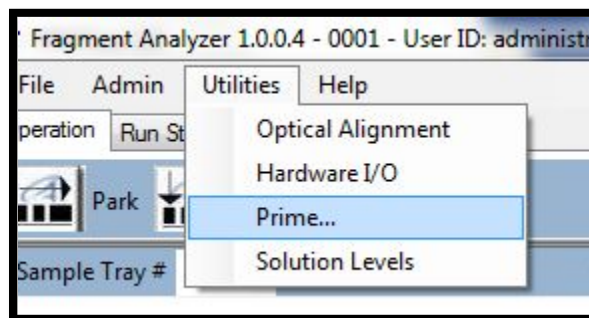 Fragment Analyzer 1.0.0.4 - 0001 - User ID: administr
File Admin Utilities Help
peration Run St
Optical Alignment
Hardware I/O
Park
Prime...
Solution Levels
Sample Tray #